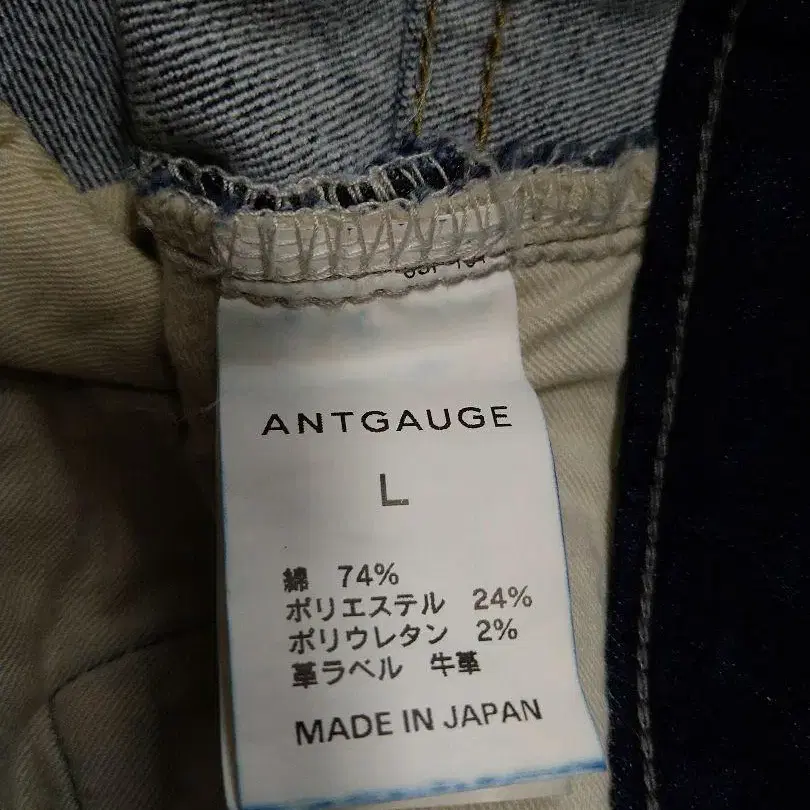 ANTGAUGE
L
綿 74%
ポリエステル 24%
ポリウレタン 2%
革ラベル 牛革
MADE IN JAPAN